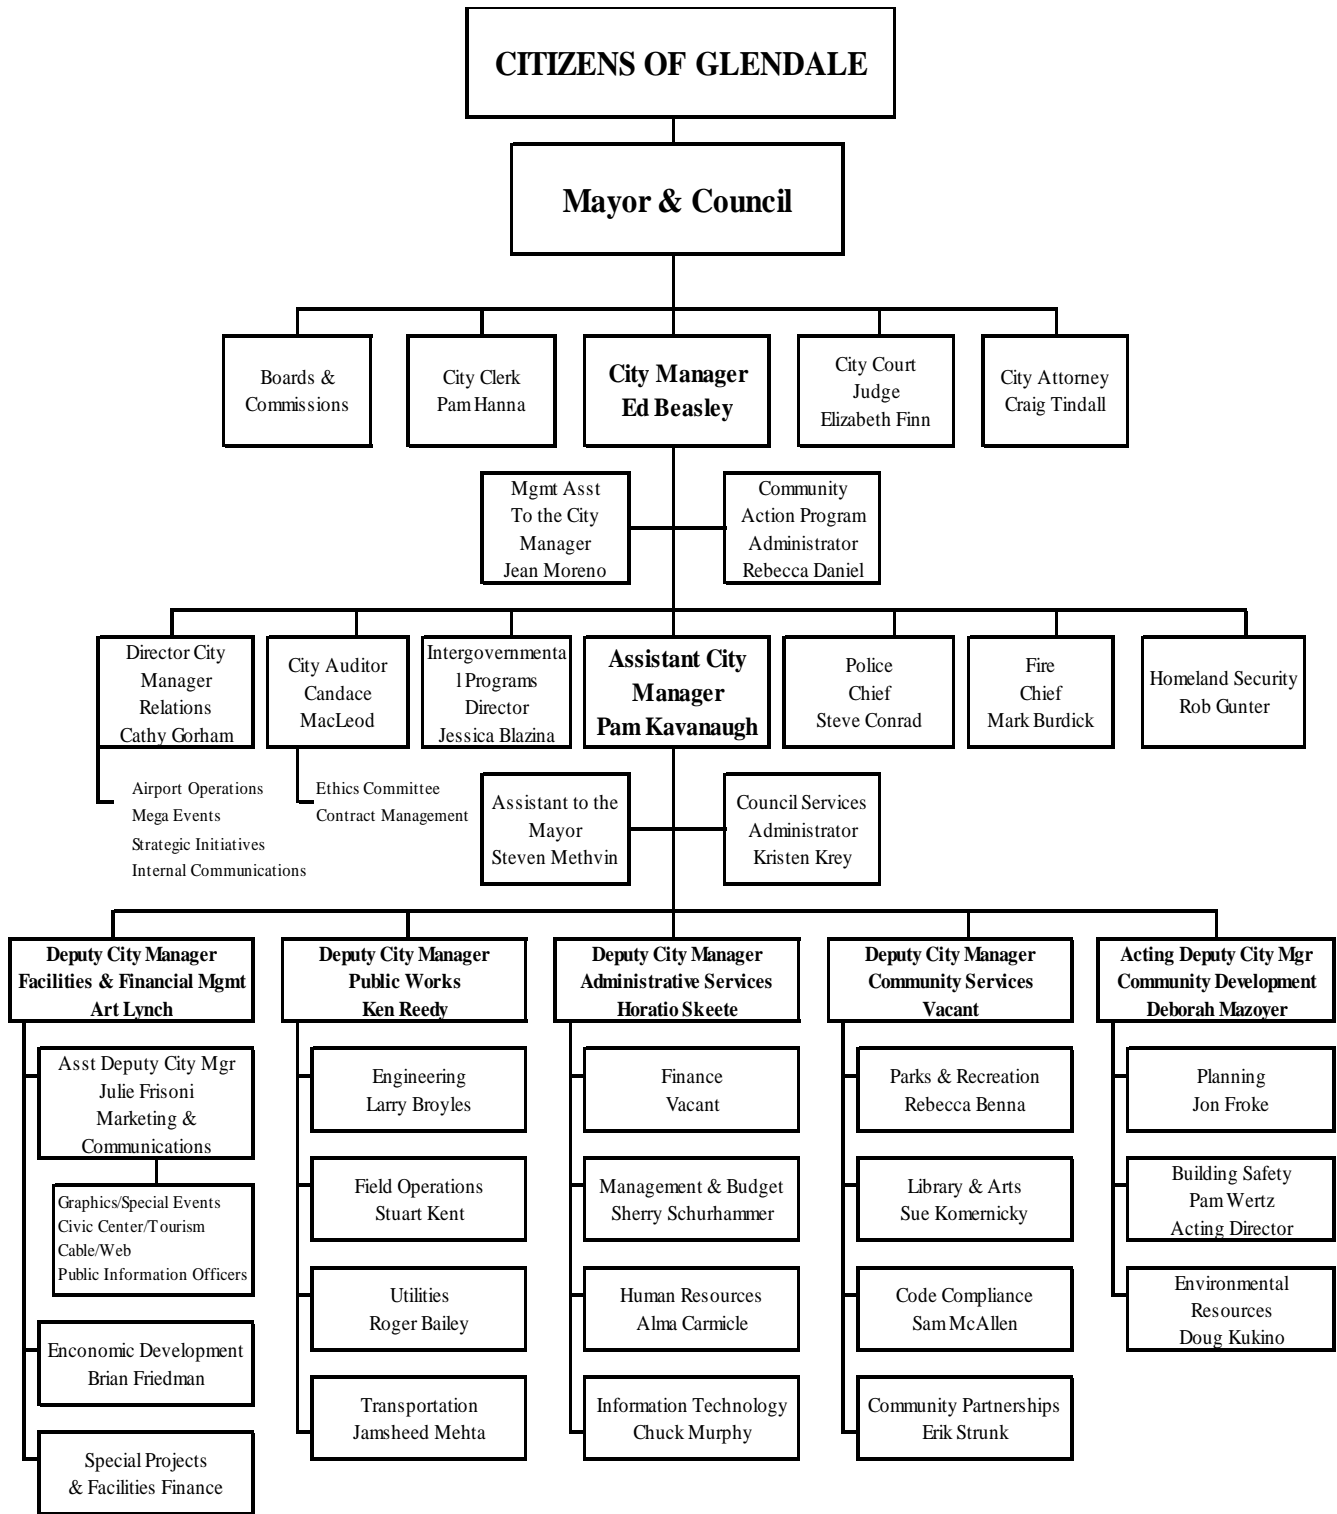 CITIZENS OF GLENDALE
Mayor & Council
Boards &
Commissions
City Clerk
Pam Hanna
City Manager
Ed Beasley
City Court
Judge
Elizabeth Finn
City Attorney
Craig Tindall
Mgmt Asst
To the City
Manager
Jean Moreno
Community
Action Program
Administrator
Rebecca Daniel
Director City
Manager
Relations
Cathy Gorham
City Auditor
Candace
MacLeod
Intergovernmenta
l Programs
Director
Jessica Blazina
Assistant City
Manager
Pam Kavanaugh
Police
Chief
Steve Conrad
Fire
Chief
Mark Burdick
Homeland Security
Rob Gunter
Airport Operations
Mega Events
Strategic Initiatives
Internal Communications
Ethics Committee
Contract Management
Assistant to the
Mayor
Steven Methvin
Council Services
Administrator
Kristen Krey
Deputy City Manager
Facilities & Financial Mgmt
Art Lynch
Deputy City Manager
Public Works
Ken Reedy
Deputy City Manager
Administrative Services
Horatio Skeete
Deputy City Manager
Community Services
Vacant
Acting Deputy City Mgr
Community Development
Deborah Mazoyer
Asst Deputy City Mgr
Julie Frisoni
Marketing &
Communications
Graphics/Special Events
Civic Center/Tourism
Cable/Web
Public Information Officers
Enconomic Development
Brian Friedman
Special Projects
& Facilities Finance
Engineering
Larry Broyles
Field Operations
Stuart Kent
Utilities
Roger Bailey
Transportation
Jamsheed Mehta
Finance
Vacant
Management & Budget
Sherry Schurhammer
Human Resources
Alma Carmicle
Information Technology
Chuck Murphy
Parks & Recreation
Rebecca Benna
Library & Arts
Sue Komernicky
Code Compliance
Sam McAllen
Community Partnerships
Erik Strunk
Planning
Jon Froke
Building Safety
Pam Wertz
Acting Director
Environmental
Resources
Doug Kukino